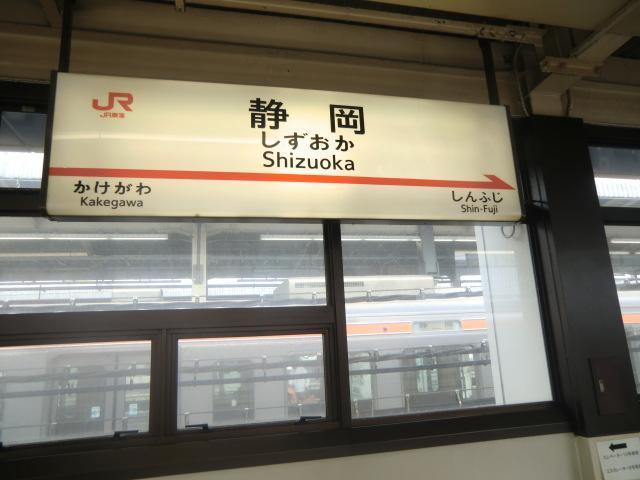 JR
JR東海
静岡
しずおか
Shizuoka
かけがわ
Kakegawa
しんふじ
Shin-Fuji